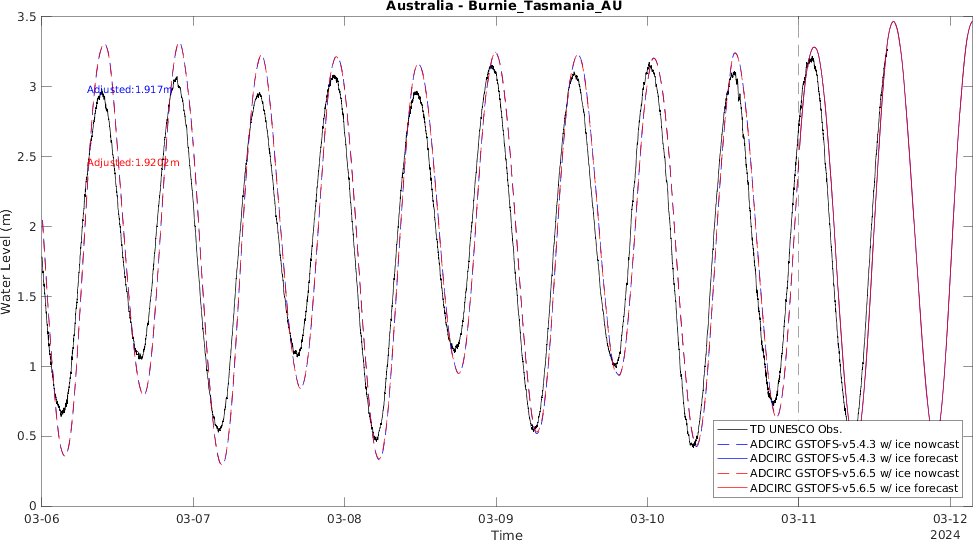 Australia - Burnie_Tasmania_AU
3.5
3
2.5
2
1.5
1
0.5
0
Water Level (m)
Adjusted:1.917m
Adjusted:1.9202m
TD UNESCO Obs.
ADCIRC GSTOFS-v5.4.3 w/ ice nowcast
ADCIRC GSTOFS-v5.4.3 w/ ice forecast
ADCIRC GSTOFS-v5.6.5 w/ ice nowcast
ADCIRC GSTOFS-v5.6.5 w/ ice forecast
03-06 03-07 03-08 03-09 03-10 03-11 03-12
2024
Time